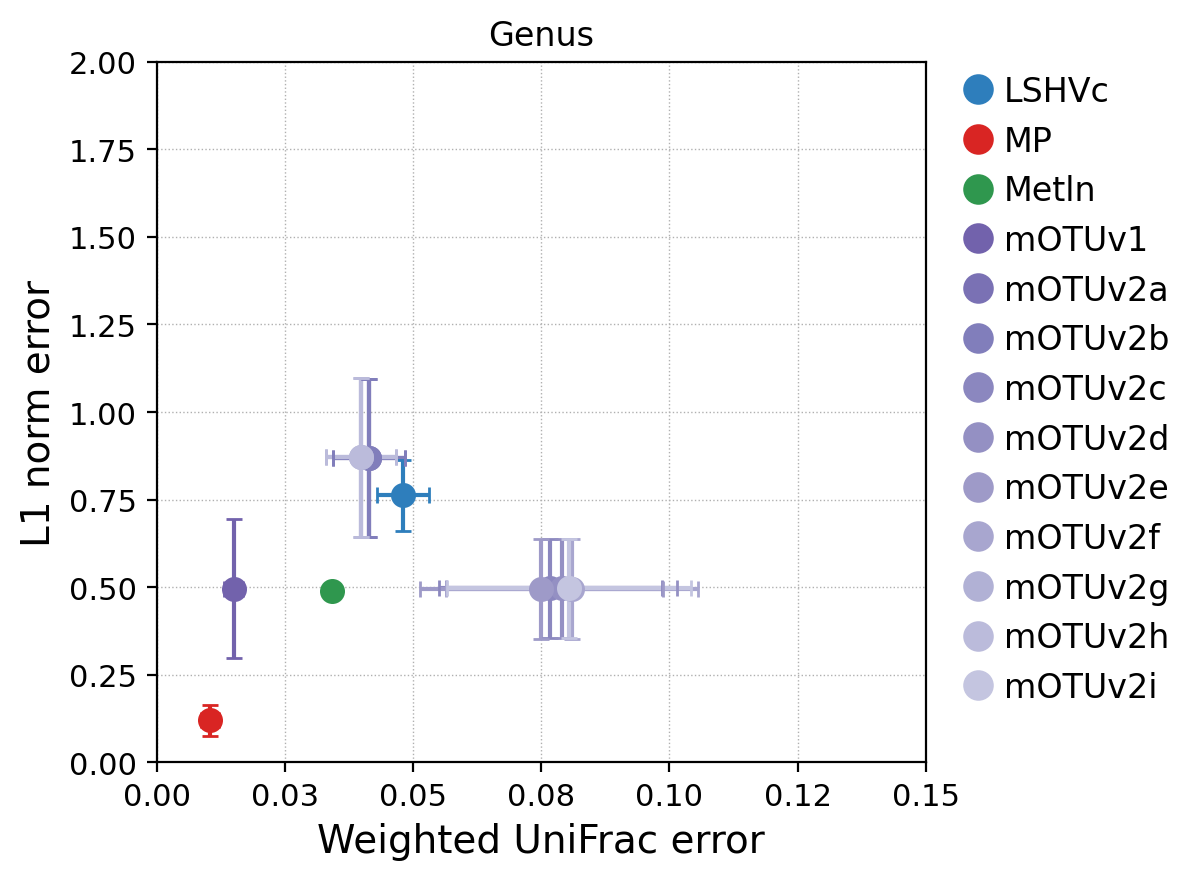 Genus
2.00
1.75
1.50
1.25
1.00
0.75
0.50
0.25
0.00
L1 norm error
0.00 0.03 0.05 0.08 0.10 0.12 0.15
Weighted UniFrac error
LSHVc
MP
Metln
mOTUv1
mOTUv2a
mOTUv2b
mOTUv2c
mOTUv2d
mOTUv2e
mOTUv2f
mOTUv2g
mOTUv2h
mOTUv2i